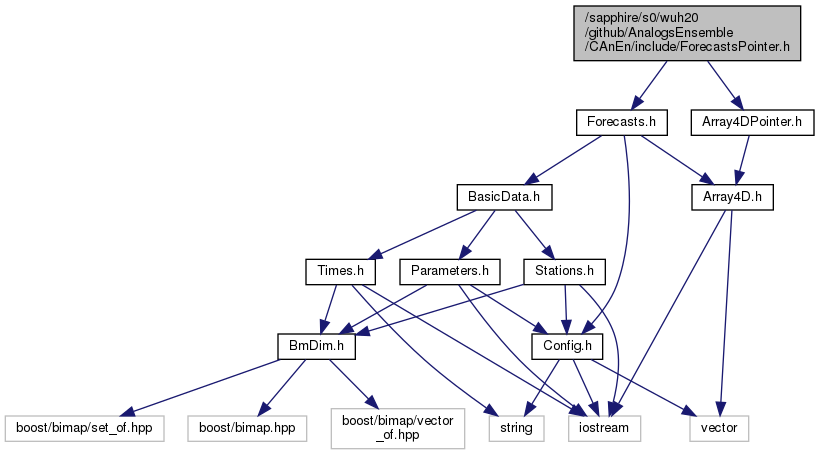 /sapphire/s0/wuh20
/github/AnalogsEnsemble
/CAnEn/include/ForecastsPointer.h
Forecasts.h
Array4DPointer.h
BasicData.h
Array4D.h
Times.h
Parameters.h
Stations.h
BmDim.h
Config.h
boost/bimap/set_of.hpp
boost/bimap.hpp
boost/bimap/vector
_of.hpp
string
iostream
vector